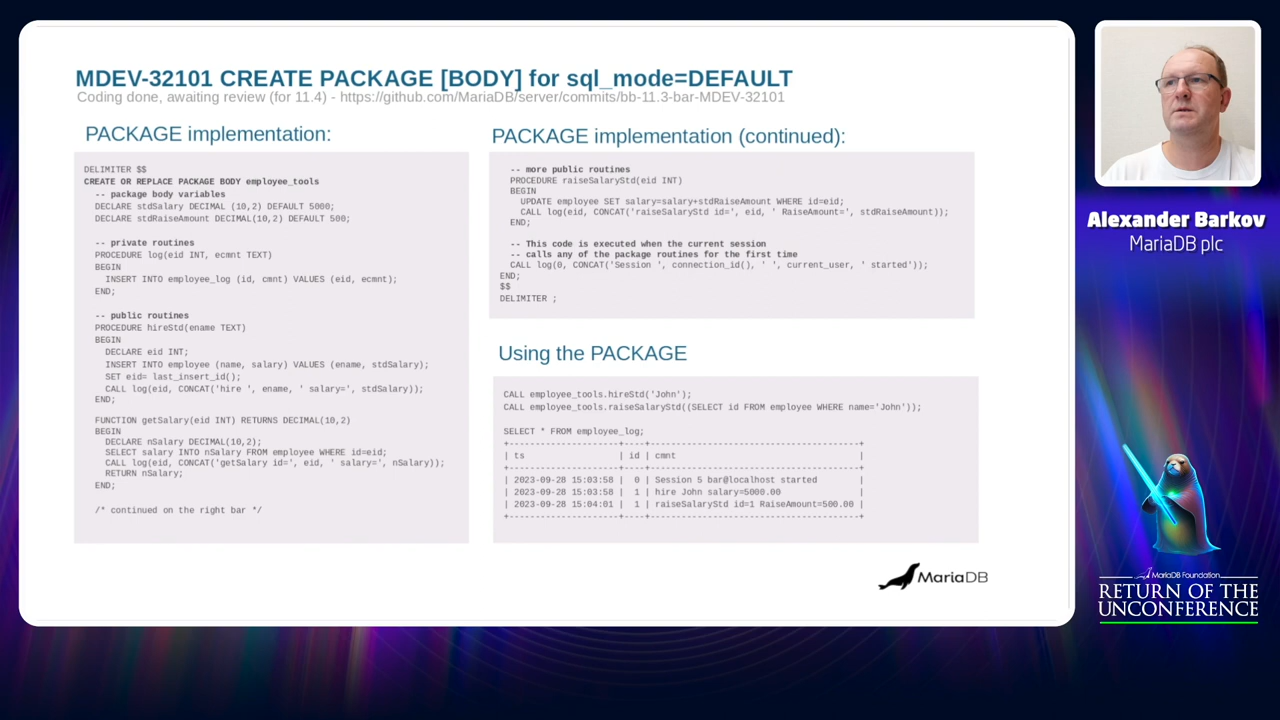 MDEV-32101 CREATE PACKAGE [BODY] for sql_mode=DEFAULT
Coding done, awaiting review (for 11.4) - https://github.com/MariaDB/server/commits/bb-11.3-bar-MDEV-32101
PACKAGE implementation:
DELIMITER $$
CREATE OR REPLACE PACKAGE BODY employee_tools
-- package body variables
DECLARE stdSalary DECIMAL (10,2) DEFAULT 5000;
DECLARE stdRaiseAmount DECIMAL(10,2) DEFAULT 500;
-- private routines
PROCEDURE log(eid INT, ecmnt TEXT)
BEGIN
INSERT INTO employee_log (id, cmnt) VALUES (eid, ecmnt);
END;
-- public routines
PROCEDURE hireStd(ename TEXT)
BEGIN
DECLARE eid INT;
INSERT INTO employee (name, salary) VALUES (ename, stdSalary);
SET eid= last_insert_id();
CALL log(eid, CONCAT('hire ', ename, ' salary=', stdSalary));
END;
FUNCTION getSalary(eid INT) RETURNS DECIMAL(10,2)
BEGIN
DECLARE nSalary DECIMAL(10,2);
SELECT salary INTO nSalary FROM employee WHERE id=eid;
CALL log(eid, CONCAT('getSalary id=', eid, ' salary=', nSalary));
RETURN nSalary;
END;
/* continued on the right bar */
PACKAGE implementation (continued):
-- more public routines
PROCEDURE raiseSalaryStd(eid INT)
BEGIN
UPDATE employee SET salary=salary+stdRaiseAmount WHERE id=eid;
CALL log(eid, CONCAT('raiseSalaryStd id=', eid, ' RaiseAmount=', stdRaiseAmount));
END;
-- This code is executed when the current session
-- calls any of the package routines for the first time
CALL log(0, CONCAT('Session ', connection_id(), ' ', current_user, ' started'));
END;
$$
DELIMITER ;
Using the PACKAGE
CALL employee_tools.hireStd('John');
CALL employee_tools.raiseSalaryStd((SELECT id FROM employee WHERE name='John'));
SELECT * FROM employee_log;
+---------------------+----+----------------------------------------+
| ts | id | cmnt |
+---------------------+----+----------------------------------------+
| 2023-09-28 15:03:58 | 0 | Session 5 bar@localhost started |
| 2023-09-28 15:03:58 | 1 | hire John salary=5000.00 |
| 2023-09-28 15:04:01 | 1 | raiseSalaryStd id=1 RaiseAmount=500.00 |
+---------------------+----+----------------------------------------+
MariaDB
Alexander Barkov
MariaDB plc
MariaDB Foundation
RETURN OF THE
UNCONFERENCE